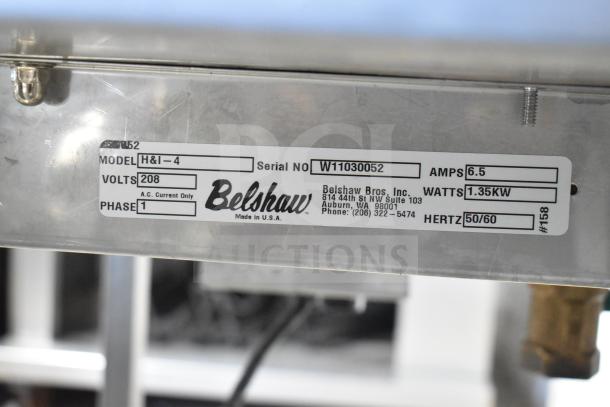 MODEL H&I-4 Serial NO W11030052 AMPS 6.5
VOLTS 208 WATTS 1.35KW
A.C. Current Only
PHASE 1 HERTZ 50/60
Belshaw
Made in U.S.A.
Belshaw Bros, Inc.
814 44th St NW Suite 103
Auburn, WA 98001
Phone: (206) 322-5474
#158
AUCTIONS